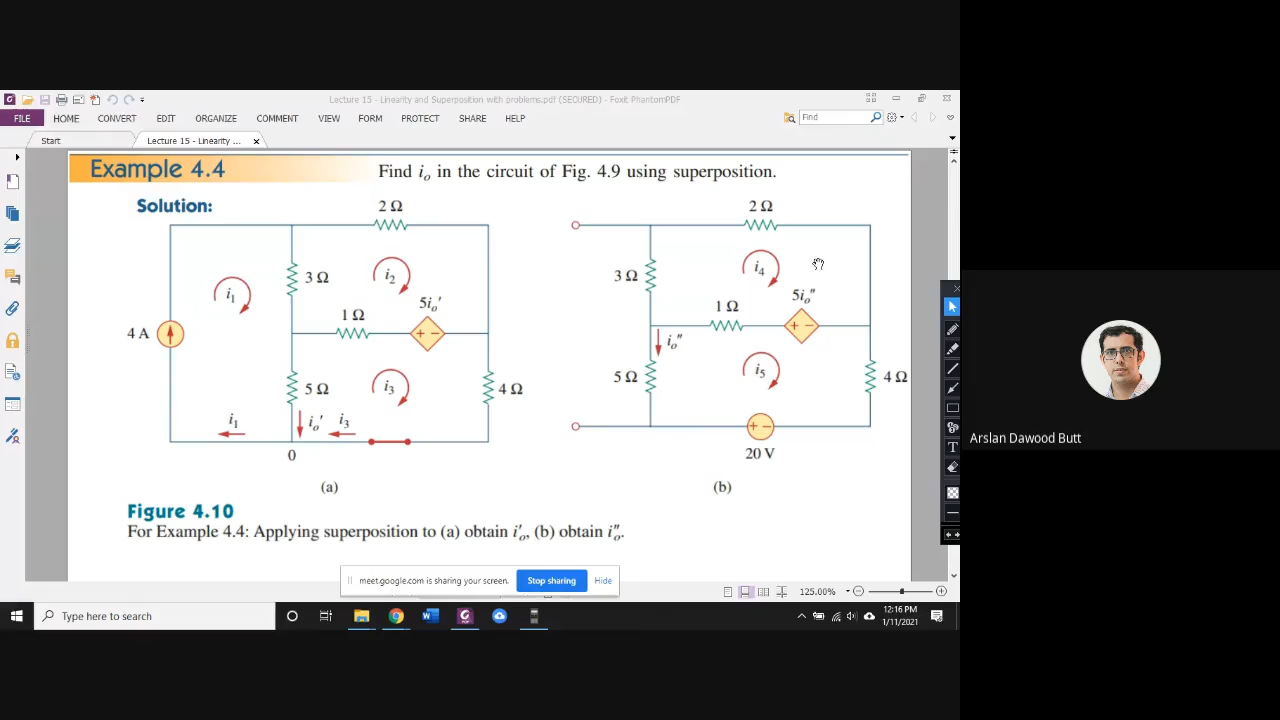 Lecture 15 - Linearity and Superposition with problems.pdf (SECURED) - Foxit PhantomPDF
FILE HOME CONVERT EDIT ORGANIZE COMMENT VIEW FORM PROTECT SHARE HELP
Find
Start Lecture 15 - Linearity ...
Example 4.4 Find i_o in the circuit of Fig. 4.9 using superposition.
Solution:
2 Ω
2 Ω
3 Ω
i_1
i_2
5i_o′
1 Ω
4 A
5 Ω
i_3
4 Ω
i_1
i_o′
i_3
0
(a)
3 Ω
i_4
5i_o″
1 Ω
i_o″
5 Ω
i_5
4 Ω
+ −
20 V
(b)
Figure 4.10
For Example 4.4: Applying superposition to (a) obtain i′_o, (b) obtain i″_o.
meet.google.com is sharing your screen. Stop sharing Hide
125.00%
Type here to search
12:16 PM
1/11/2021
Arslan Dawood Butt